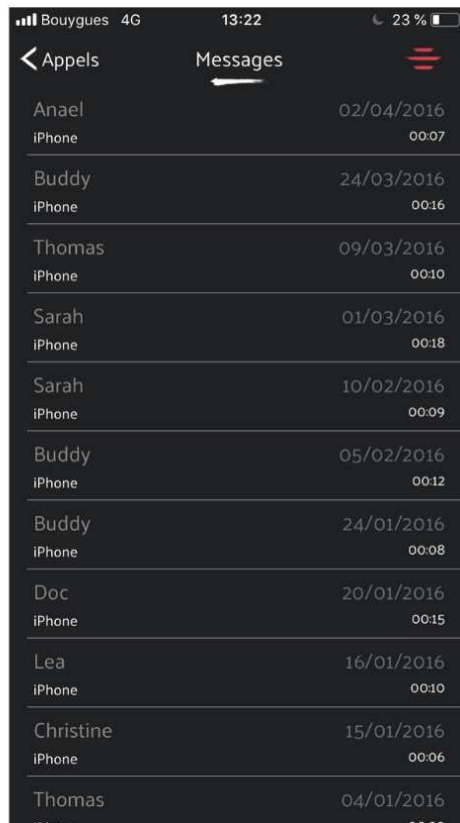 Bouygues 4G 13:22 23 %
Appels Messages
Anael 02/04/2016
iPhone 00:07
Buddy 24/03/2016
iPhone 00:16
Thomas 09/03/2016
iPhone 00:10
Sarah 01/03/2016
iPhone 00:18
Sarah 10/02/2016
iPhone 00:09
Buddy 05/02/2016
iPhone 00:12
Buddy 24/01/2016
iPhone 00:08
Doc 20/01/2016
iPhone 00:15
Lea 16/01/2016
iPhone 00:10
Christine 15/01/2016
iPhone 00:06
Thomas 04/01/2016